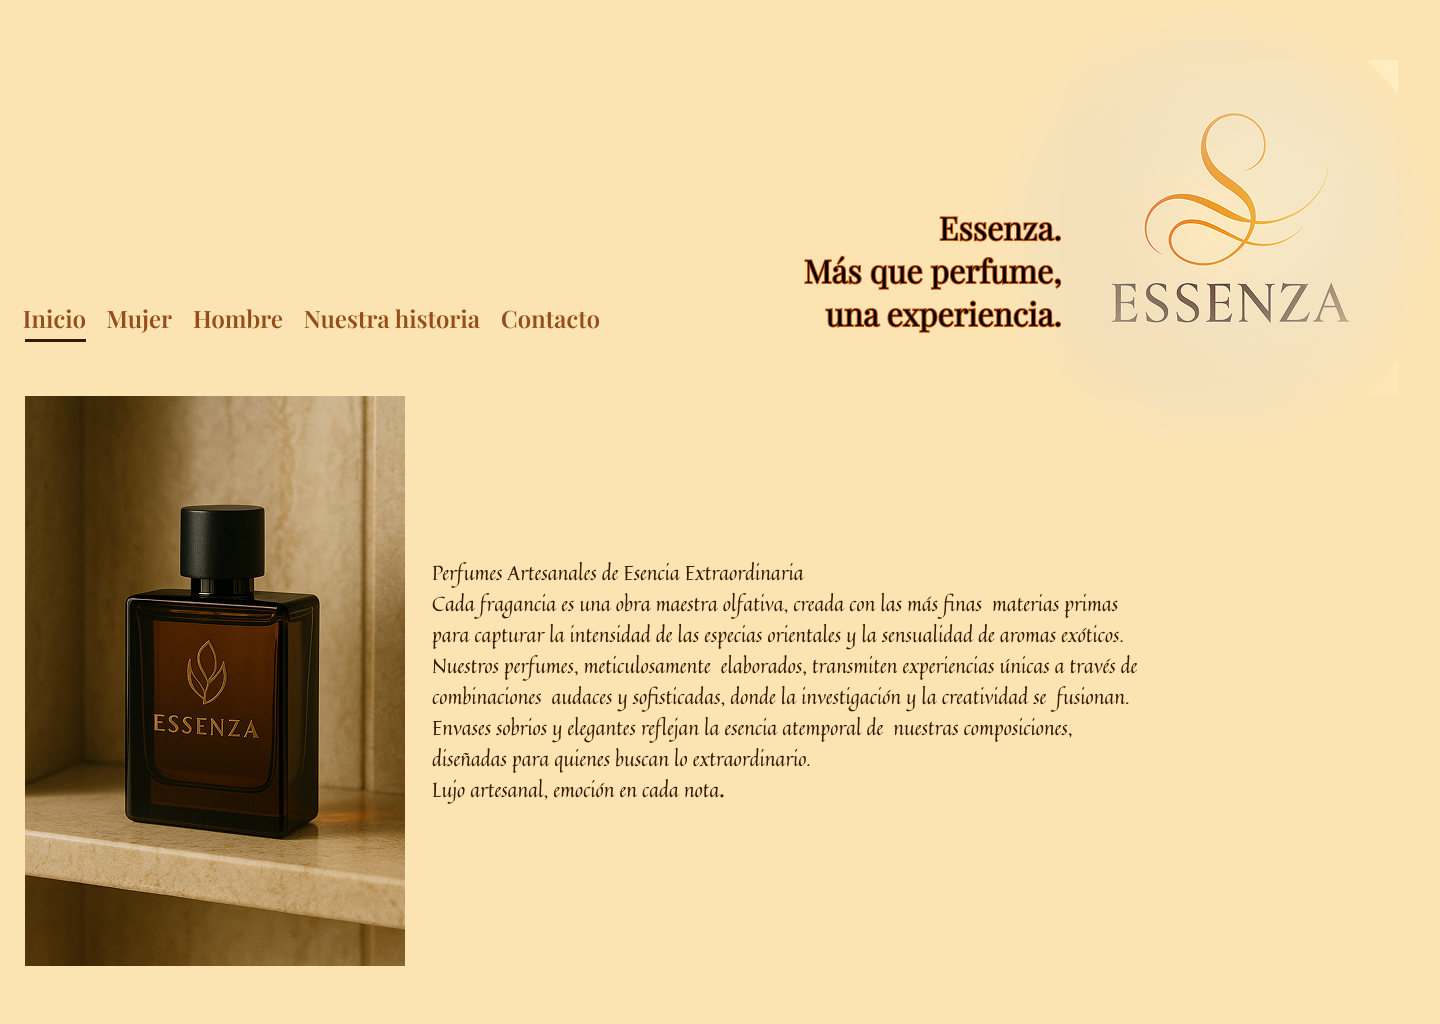 ESSENZA
Essenza.
Más que perfume,
una experiencia.
Inicio Mujer Hombre Nuestra historia Contacto
ESSENZA
Perfumes Artesanales de Esencia Extraordinaria
Cada fragancia es una obra maestra olfativa, creada con las más finas  materias primas
para capturar la intensidad de las especias orientales y la sensualidad de aromas exóticos.
Nuestros perfumes, meticulosamente  elaborados, transmiten experiencias únicas a través de
combinaciones  audaces y sofisticadas, donde la investigación y la creatividad se  fusionan.
Envases sobrios y elegantes reflejan la esencia atemporal de  nuestras composiciones,
diseñadas para quienes buscan lo extraordinario.
Lujo artesanal, emoción en cada nota.